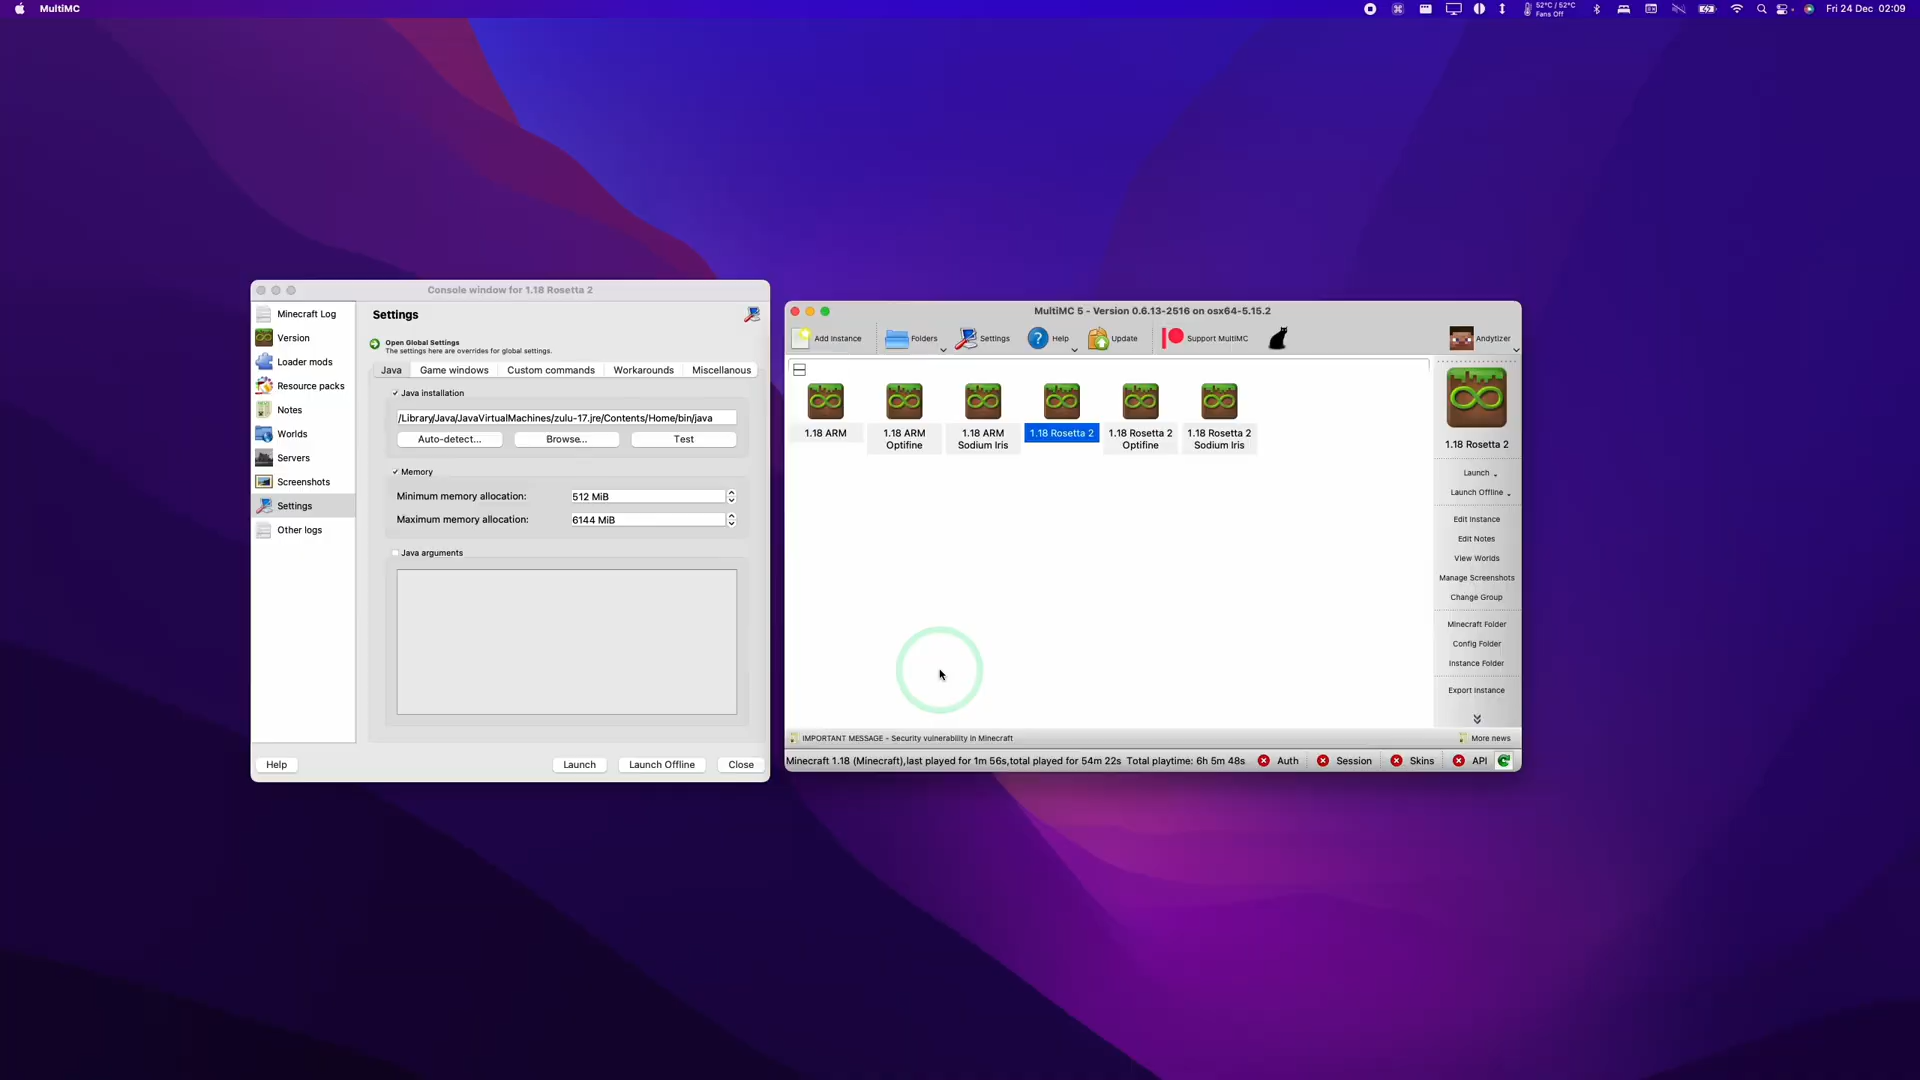 MultiMC
52°C / 52°C
Fans Off
Fri 24 Dec 02:09
Console window for 1.18 Rosetta 2
Minecraft Log
Version
Loader mods
Resource packs
Notes
Worlds
Servers
Screenshots
Settings
Other logs
Settings
Open Global Settings
The settings here are overrides for global settings.
Java
Game windows
Custom commands
Workarounds
Miscellaneous
Java installation
/Library/Java/JavaVirtualMachines/zulu-17.jre/Contents/Home/bin/java
Auto-detect...
Browse...
Test
Memory
Minimum memory allocation:
512 MiB
Maximum memory allocation:
6144 MiB
Java arguments
Help
Launch
Launch Offline
Close
MultiMC 5 - Version 0.6.13-2516 on osx64-5.15.2
Add Instance
Folders
Settings
Help
Update
Support MultiMC
Andytizer
1.18 ARM
1.18 ARM
Optifine
1.18 ARM
Sodium Iris
1.18 Rosetta 2
1.18 Rosetta 2
Optifine
1.18 Rosetta 2
Sodium Iris
1.18 Rosetta 2
Launch
Launch Offline
Edit Instance
Edit Notes
View Worlds
Manage Screenshots
Change Group
Minecraft Folder
Config Folder
Instance Folder
Export Instance
IMPORTANT MESSAGE - Security vulnerability in Minecraft
More news
Minecraft 1.18 (Minecraft),last played for 1m 56s,total played for 54m 22s
Total playtime: 6h 5m 48s
Auth
Session
Skins
API